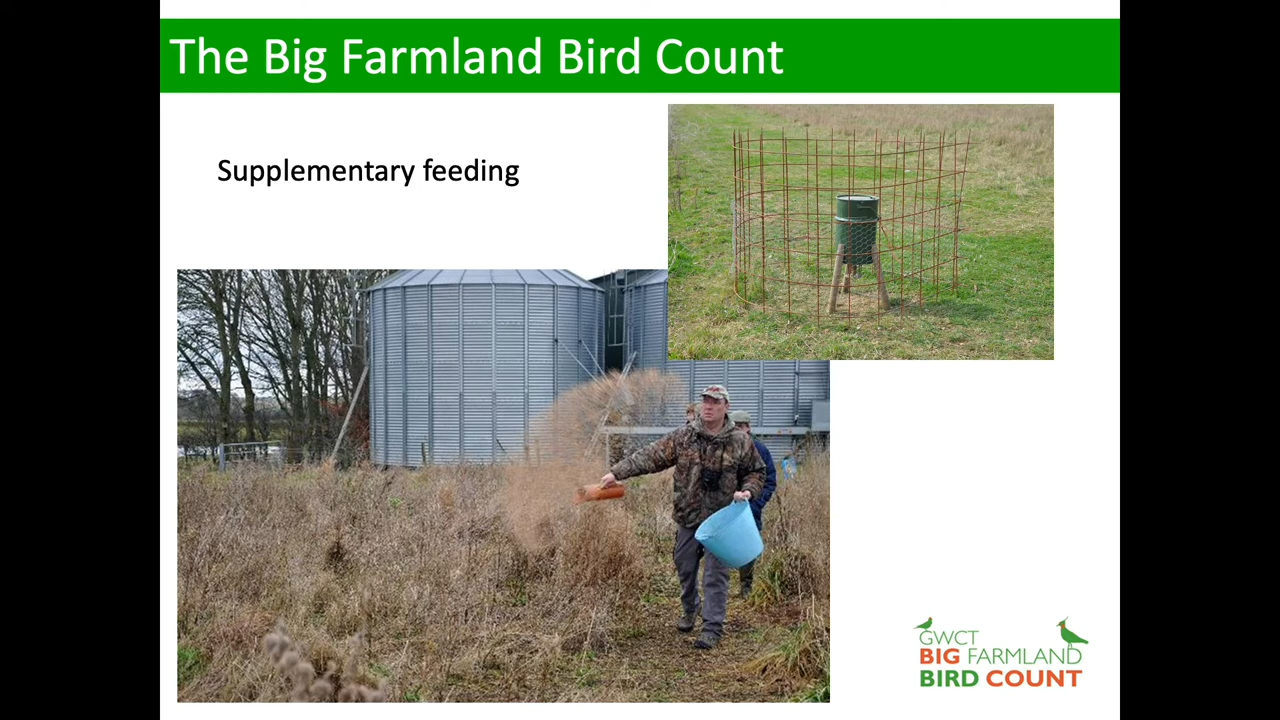 The Big Farmland Bird Count
Supplementary feeding
GWCT
BIG FARMLAND
BIRD COUNT